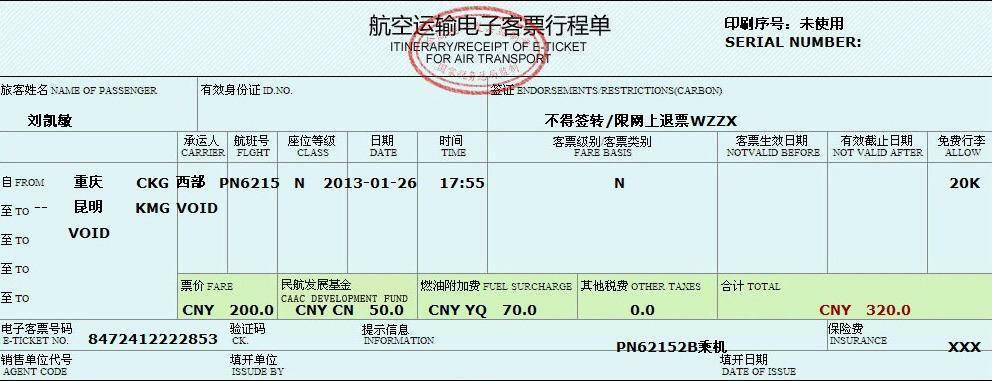 航空运输电子客票行程单
ITINERARY/RECEIPT OF E-TICKET
FOR AIR TRANSPORT
印刷序号：未使用
SERIAL NUMBER:
旅客姓名 NAME OF PASSENGER 有效身份证 ID.NO. 签证 ENDORSEMENTS/RESTRICTIONS(CARBON)
刘凯敏 不得签转/限网上退票WZZX
承运人 航班号 座位等级 日期 时间 客票级别/客票类别 客票生效日期 有效截止日期 免费行李
CARRIER FLGHT CLASS DATE TIME FARE BASIS NOTVALID BEFORE NOT VALID AFTER ALLOW
自 FROM 重庆 CKG 西部 PN6215 N 2013-01-26 17:55 N 20K
至 TO -- 昆明 KMG VOID
至 TO VOID
至 TO
至 TO
票价 FARE 民航发展基金 燃油附加费 FUEL SURCHARGE 其他税费 OTHER TAXES 合计 TOTAL
CAAC DEVELOPMENT FUND
CNY 200.0 CNY CN 50.0 CNY YQ 70.0 0.0 CNY 320.0
电子客票号码 验证码 提示信息 保险费
E-TICKET NO. 8472412222853 CK. INFORMATION PN62152B乘机 INSURANCE XXX
销售单位代号 填开单位 填开日期
AGENT CODE ISSUE BY DATE OF ISSUE